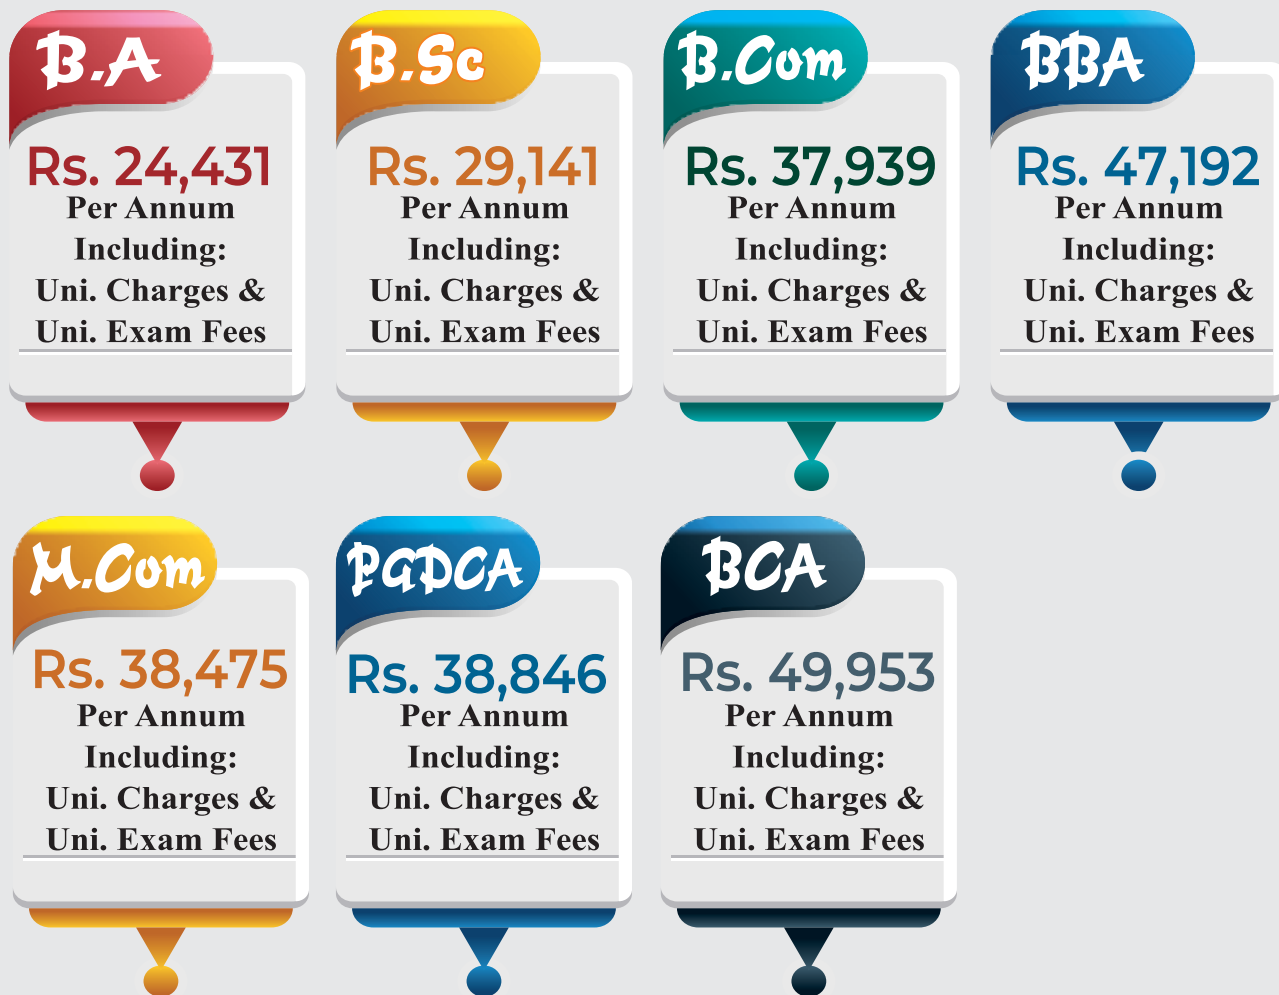 B.A
Rs. 24,431
Per Annum
Including:
Uni. Charges &
Uni. Exam Fees
B.Sc
Rs. 29,141
Per Annum
Including:
Uni. Charges &
Uni. Exam Fees
B.Com
Rs. 37,939
Per Annum
Including:
Uni. Charges &
Uni. Exam Fees
BBA
Rs. 47,192
Per Annum
Including:
Uni. Charges &
Uni. Exam Fees
M.Com
Rs. 38,475
Per Annum
Including:
Uni. Charges &
Uni. Exam Fees
PGDCA
Rs. 38,846
Per Annum
Including:
Uni. Charges &
Uni. Exam Fees
BCA
Rs. 49,953
Per Annum
Including:
Uni. Charges &
Uni. Exam Fees